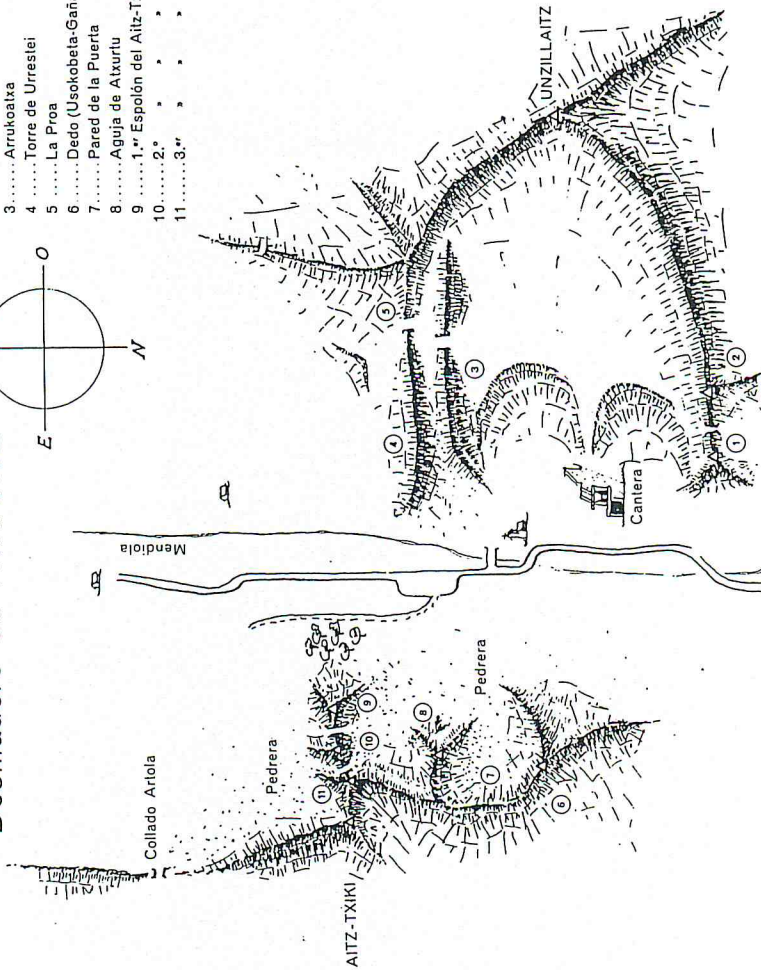 3 ...... Arrukoatxa
4 ..... Torre de Urrestei
5 ..... La Proa
6 ..... Dedo (Usokobeta-Gañ
7 ..... Pared de la Puerta
8 ..... Aguja de Atxurtu
9 ..... 1.er Espolón del Aitz-T
10 ..... 2.º » » »
11 ..... 3.er » » »
E
O
N
Collado Artola
Pedrera
Mendiola
AITZ-TXIKI
Pedrera
Cantera
UNZILLAITZ
1
2
3
4
5
6
7
8
9
10
11